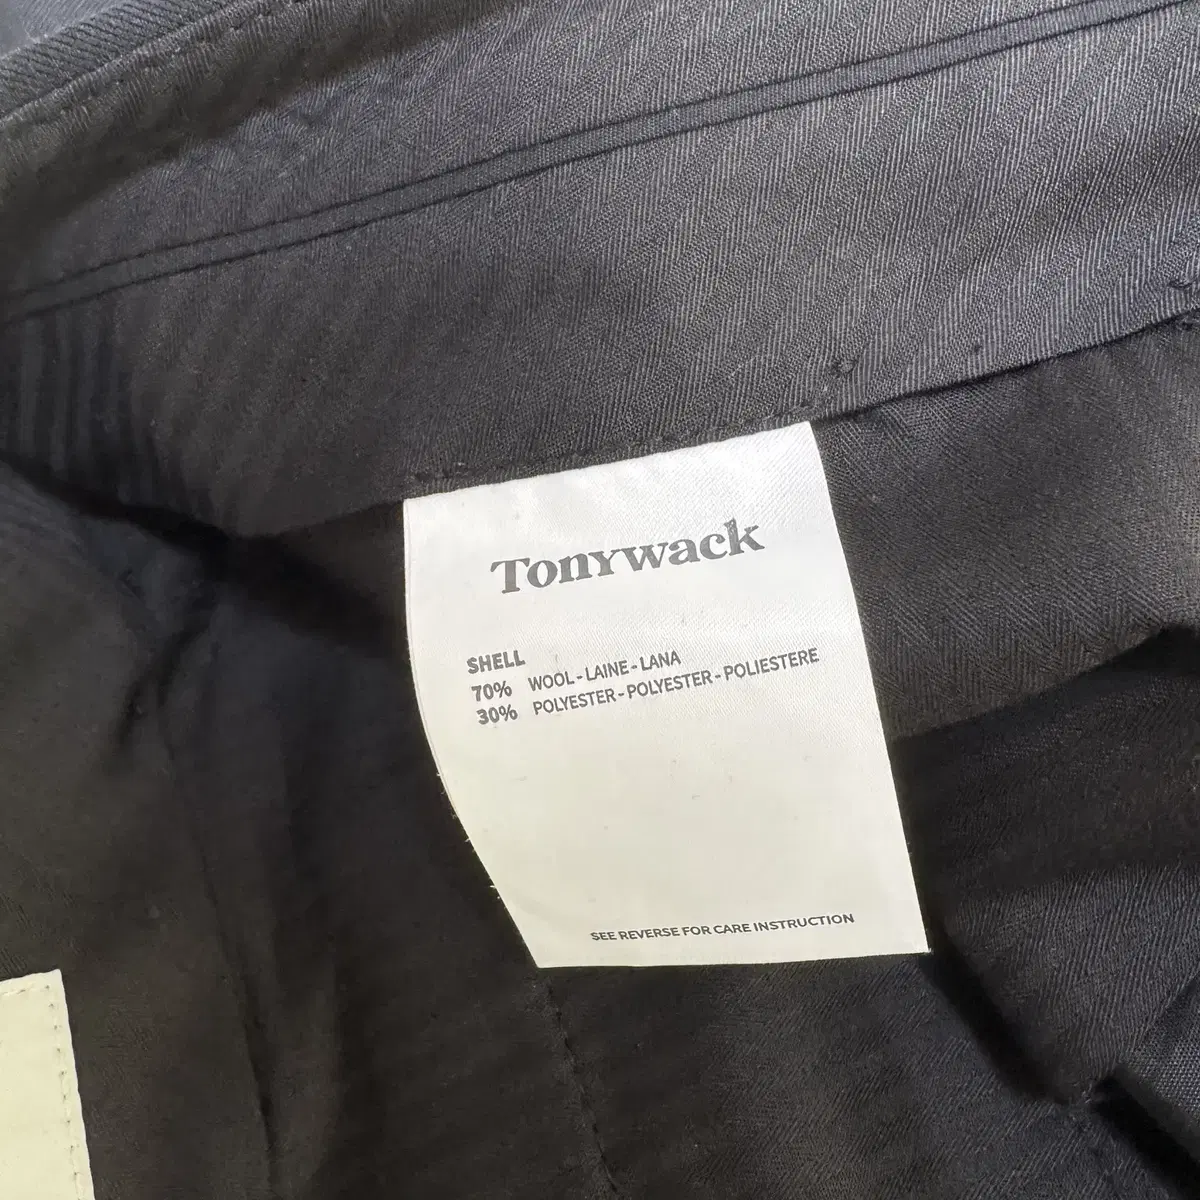 Tonywack
SHELL
70% WOOL - LAINE - LANA
30% POLYESTER - POLYESTER - POLIESTERE
SEE REVERSE FOR CARE INSTRUCTION